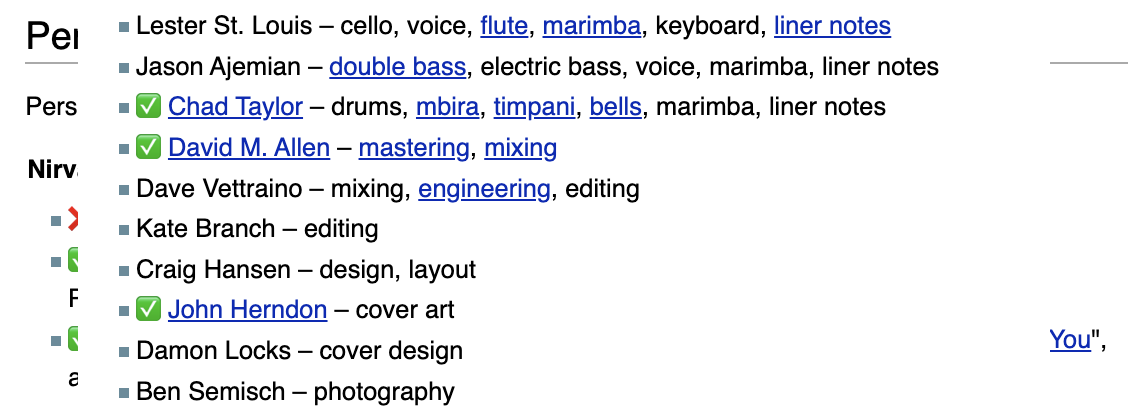 Lester St. Louis – cello, voice, flute, marimba, keyboard, liner notes
Jason Ajemian – double bass, electric bass, voice, marimba, liner notes
Chad Taylor – drums, mbira, timpani, bells, marimba, liner notes
David M. Allen – mastering, mixing
Dave Vettraino – mixing, engineering, editing
Kate Branch – editing
Craig Hansen – design, layout
John Herndon – cover art
Damon Locks – cover design
Ben Semisch – photography
You",